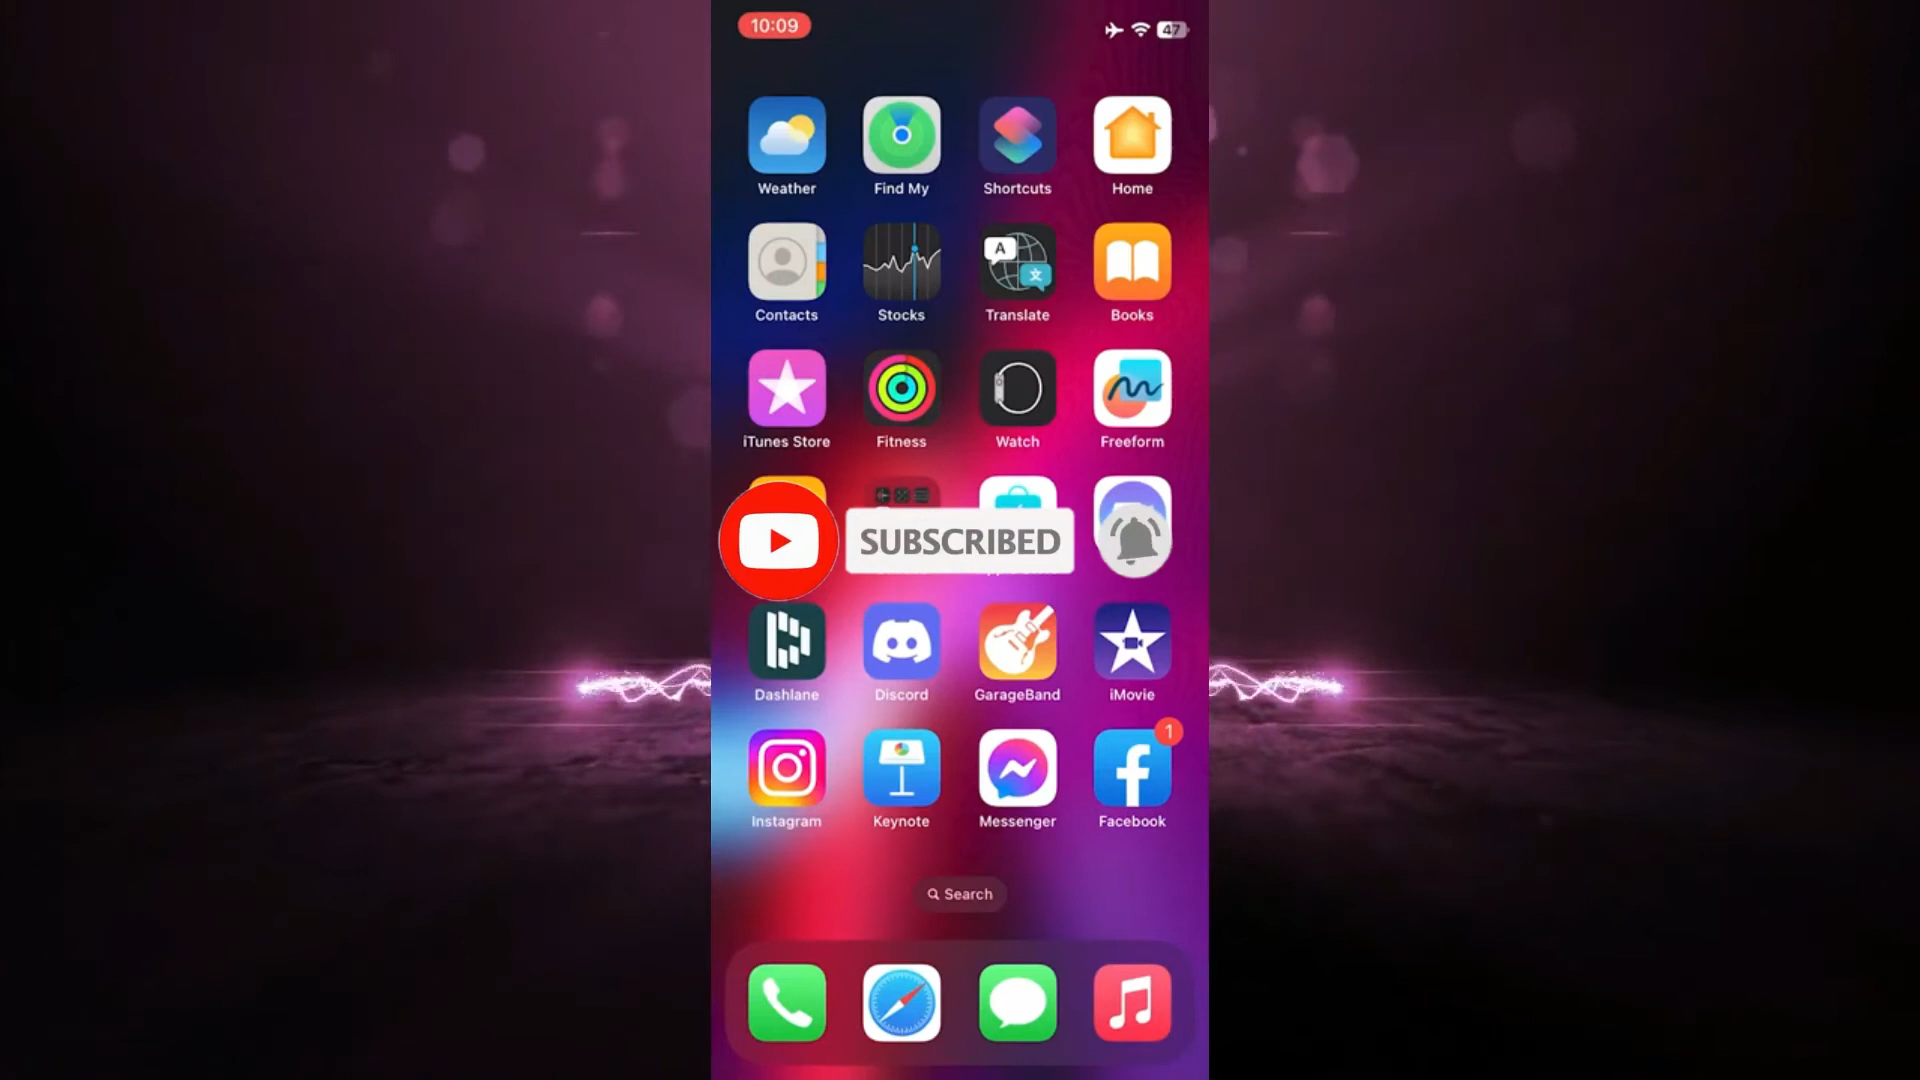 10:09
47
Weather Find My Shortcuts Home
A
文
Contacts Stocks Translate Books
iTunes Store Fitness Watch Freeform
SUBSCRIBED
Dashlane Discord GarageBand iMovie
1
Instagram Keynote Messenger Facebook
Search